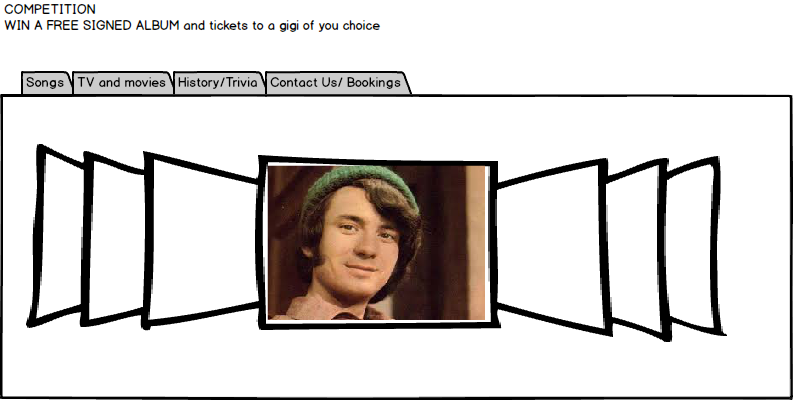 COMPETITION
WIN A FREE SIGNED ALBUM and tickets to a gigi of you choice
Songs TV and movies History/Trivia Contact Us/ Bookings